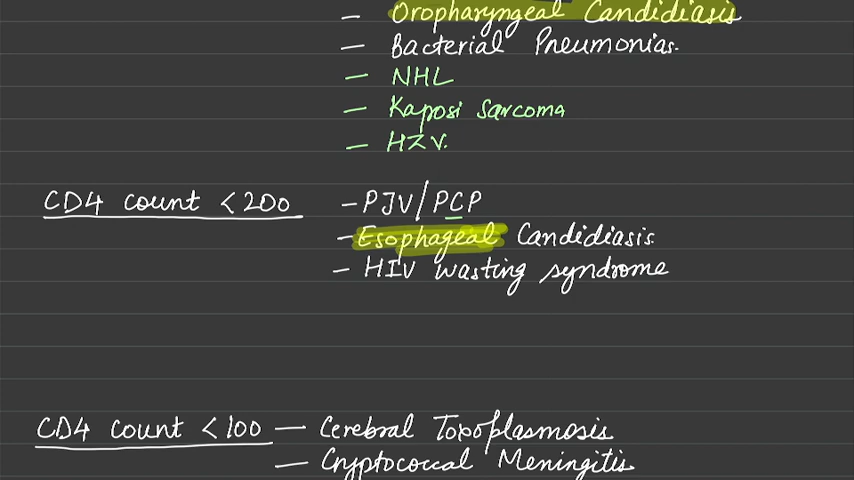 - Oropharyngeal Candidiasis
- Bacterial Pneumonias.
- NHL
- Kaposi Sarcoma
- HZV.
CD4 count <200 - PJV/PCP
- Esophageal Candidiasis
- HIV wasting syndrome
CD4 count <100 - Cerebral Toxoplasmosis
- Cryptococcal Meningitis